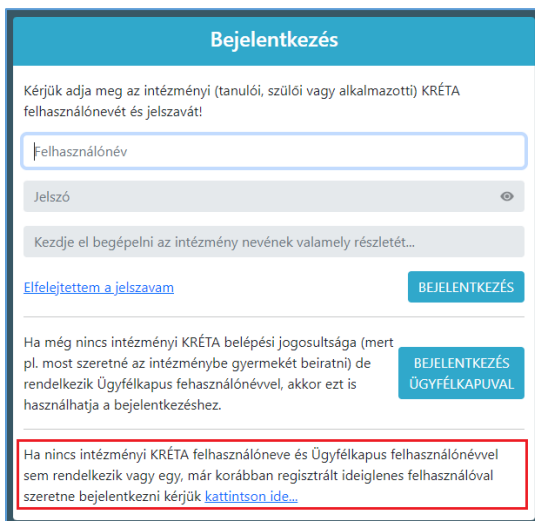 Bejelentkezés
Kérjük adja meg az intézményi (tanulói, szülői vagy alkalmazotti) KRÉTA
felhasználónevét és jelszavát!
Felhasználónév
Jelszó
Kezdje el begépelni az intézmény nevének valamely részletét...
Elfelejtettem a jelszavam
BEJELENTKEZÉS
Ha még nincs intézményi KRÉTA belépési jogosultsága (mert
pl. most szeretné az intézménybe gyermekét beiratni) de
rendelkezik Ügyfélkapus fehasználónévvel, akkor ezt is
használhatja a bejelentkezéshez.
BEJELENTKEZÉS
ÜGYFÉLKAPUVAL
Ha nincs intézményi KRÉTA felhasználóneve és Ügyfélkapus felhasználónévvel
sem rendelkezik vagy egy, már korábban regisztrált ideiglenes felhasználóval
szeretne bejelentkezni kérjük kattintson ide...